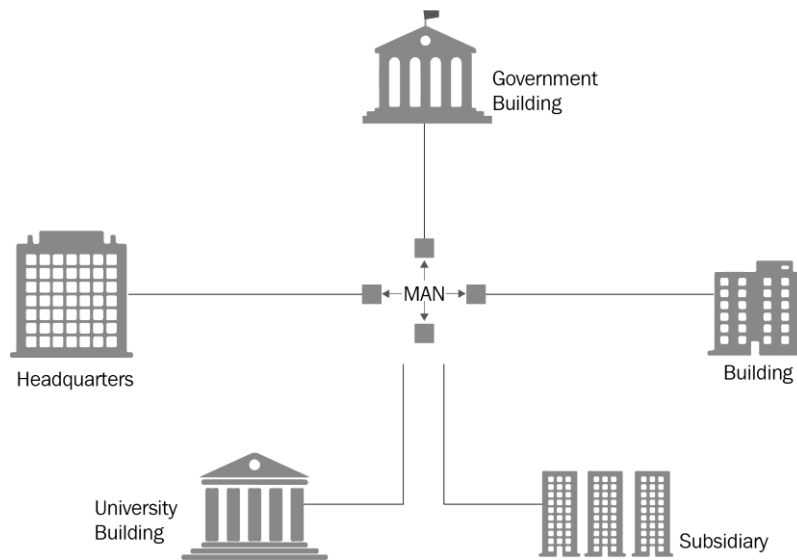 Government
Building
MAN
Headquarters
Building
University
Building
Subsidiary